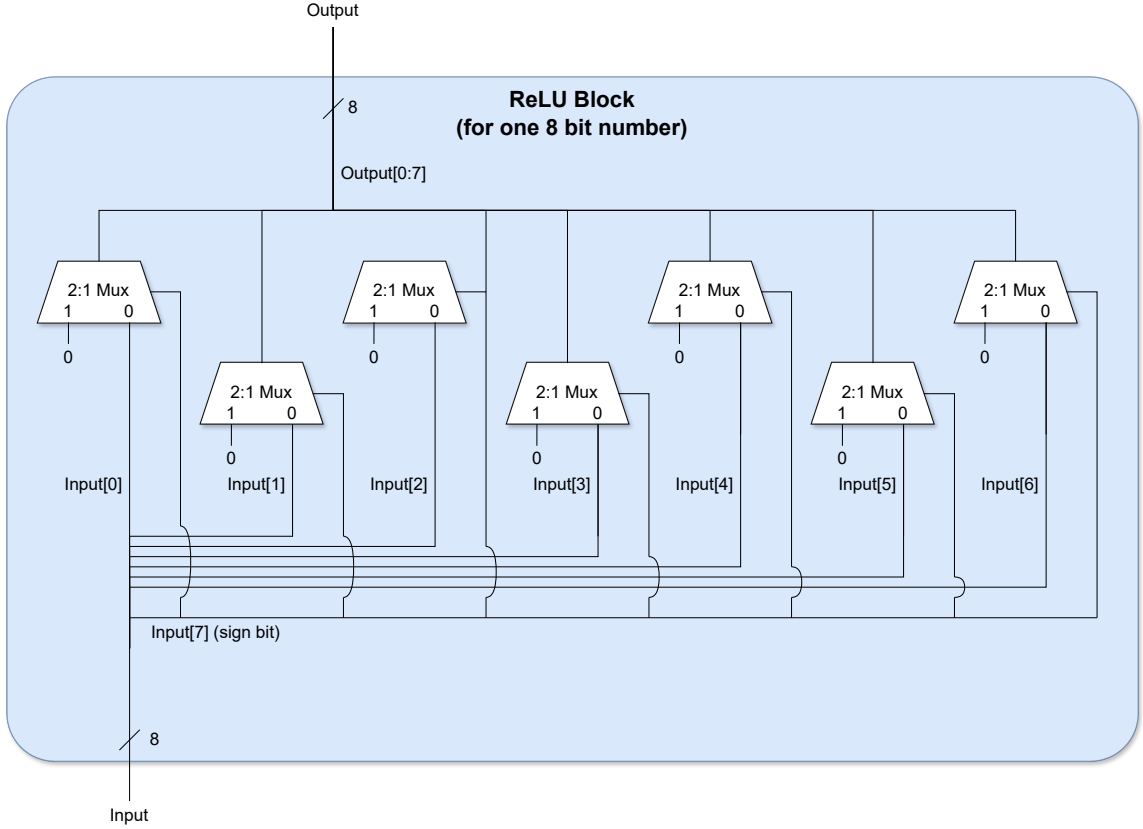 Output
8
ReLU Block
(for one 8 bit number)
Output[0:7]
2:1 Mux
1 0
0
2:1 Mux
1 0
0
2:1 Mux
1 0
0
2:1 Mux
1 0
0
2:1 Mux
1 0
0
2:1 Mux
1 0
0
2:1 Mux
1 0
0
Input[0]
Input[1]
Input[2]
Input[3]
Input[4]
Input[5]
Input[6]
Input[7] (sign bit)
8
Input